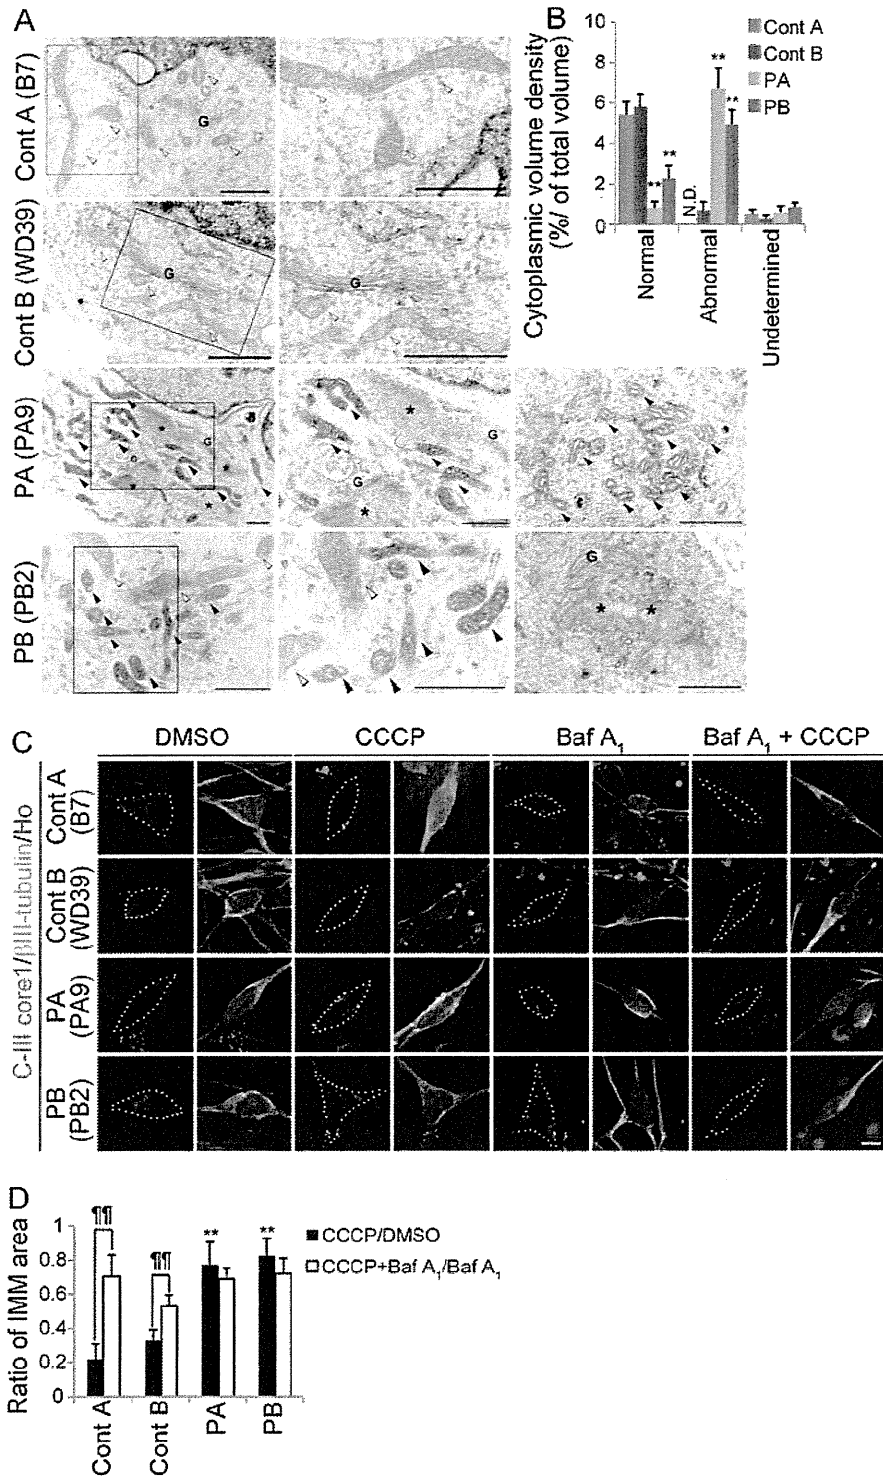 A
Cont A (B7)
G
Cont B (WD39)
G
G
PA (PA9)
G
G
G
*
*
*
*
*
G
PB (PB2)
G
*
*
B
Cytoplasmic volume density
(%/ of total volume)
10
8
6
4
2
0
Cont A
Cont B
PA
PB
**
**
N.D.
**
**
Normal
Abnormal
Undetermined
C
DMSO
CCCP
Baf A1
Baf A1 + CCCP
C-III core1/βIII-tubulin/Ho
Cont A
(B7)
Cont B
(WD39)
PA
(PA9)
PB
(PB2)
D
Ratio of IMM area
1
0.8
0.6
0.4
0.2
0
¶¶
¶¶
**
**
CCCP/DMSO
CCCP+Baf A1/Baf A1
Cont A
Cont B
PA
PB